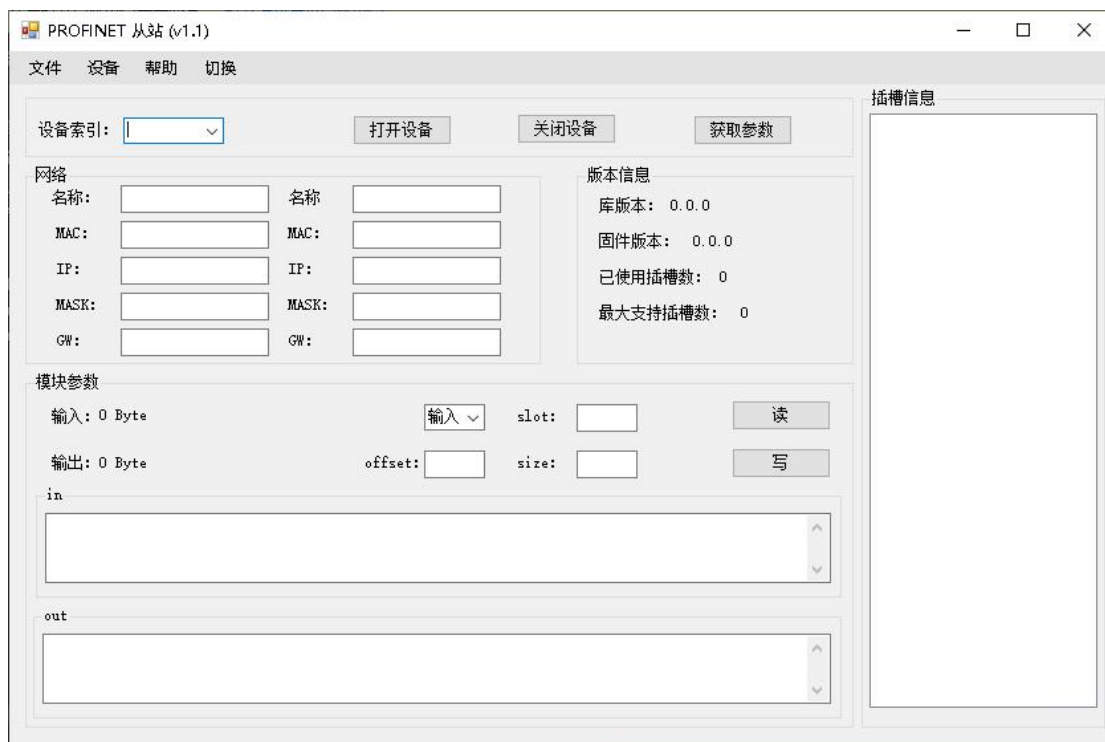 PROFINET 从站 (v1.1)
文件 设备 帮助 切换
设备索引: 打开设备 关闭设备 获取参数
插槽信息
网络
名称: 名称
MAC: MAC:
IP: IP:
MASK: MASK:
GW: GW:
版本信息
库版本: 0.0.0
固件版本: 0.0.0
已使用插槽数: 0
最大支持插槽数: 0
模块参数
输入: 0 Byte 输入 slot: 读
输出: 0 Byte offset: size: 写
in
out